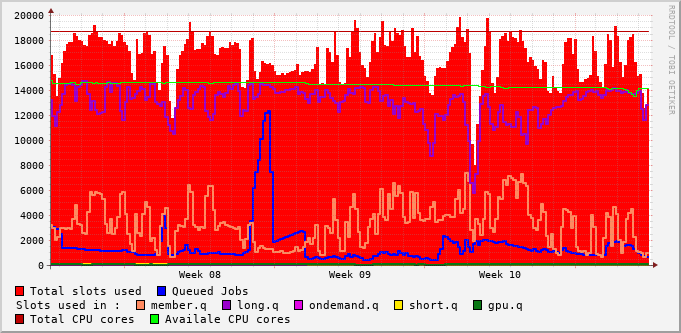 20000
18000
16000
14000
12000
10000
8000
6000
4000
2000
0
Week 08 Week 09 Week 10
RRDTOOL / TOBI OETIKER
Total slots used Queued Jobs
Slots used in : member.q long.q ondemand.q short.q gpu.q
Total CPU cores Availale CPU cores